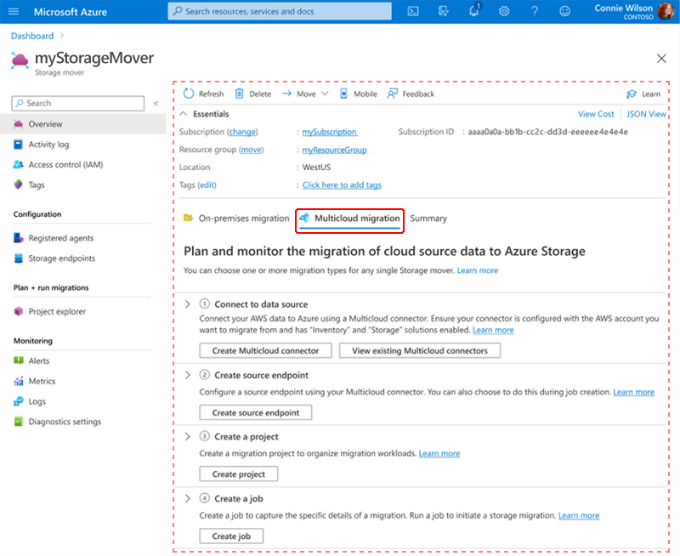 Microsoft Azure
Search resources, services and docs
1
Connie Wilson
CONTOSO
Dashboard
myStorageMover
Storage mover
Search
Overview
Activity log
Access control (IAM)
Tags
Configuration
Registered agents
Storage endpoints
Plan + run migrations
Project explorer
Monitoring
Alerts
Metrics
Logs
Diagnostics settings
Refresh Delete Move Mobile Feedback Learn
Essentials View Cost JSON View
Subscription (change) : mySubscription Subscription ID : aaaa0a0a-bb1b-cc2c-dd3d-eeeeee4e4e4e
Resource group (move) : myResourceGroup
Location : WestUS
Tags (edit) : Click here to add tags
On-premises migration Multicloud migration Summary
Plan and monitor the migration of cloud source data to Azure Storage
You can choose one or more migration types for any single Storage mover. Learn more
1 Connect to data source
Connect your AWS data to Azure using a Multicloud connector. Ensure your connector is configured with the AWS account you
want to migrate from and has "Inventory" and "Storage" solutions enabled. Learn more
Create Multicloud connector View existing Multicloud connectors
2 Create source endpoint
Configure a source endpoint using your Multicloud connector. You can also choose to do this during job creation. Learn more
Create source endpoint
3 Create a project
Create a migration project to organize migration workloads. Learn more
Create project
4 Create a job
Create a job to capture the specific details of a migration. Run a job to initiate a storage migration. Learn more
Create job